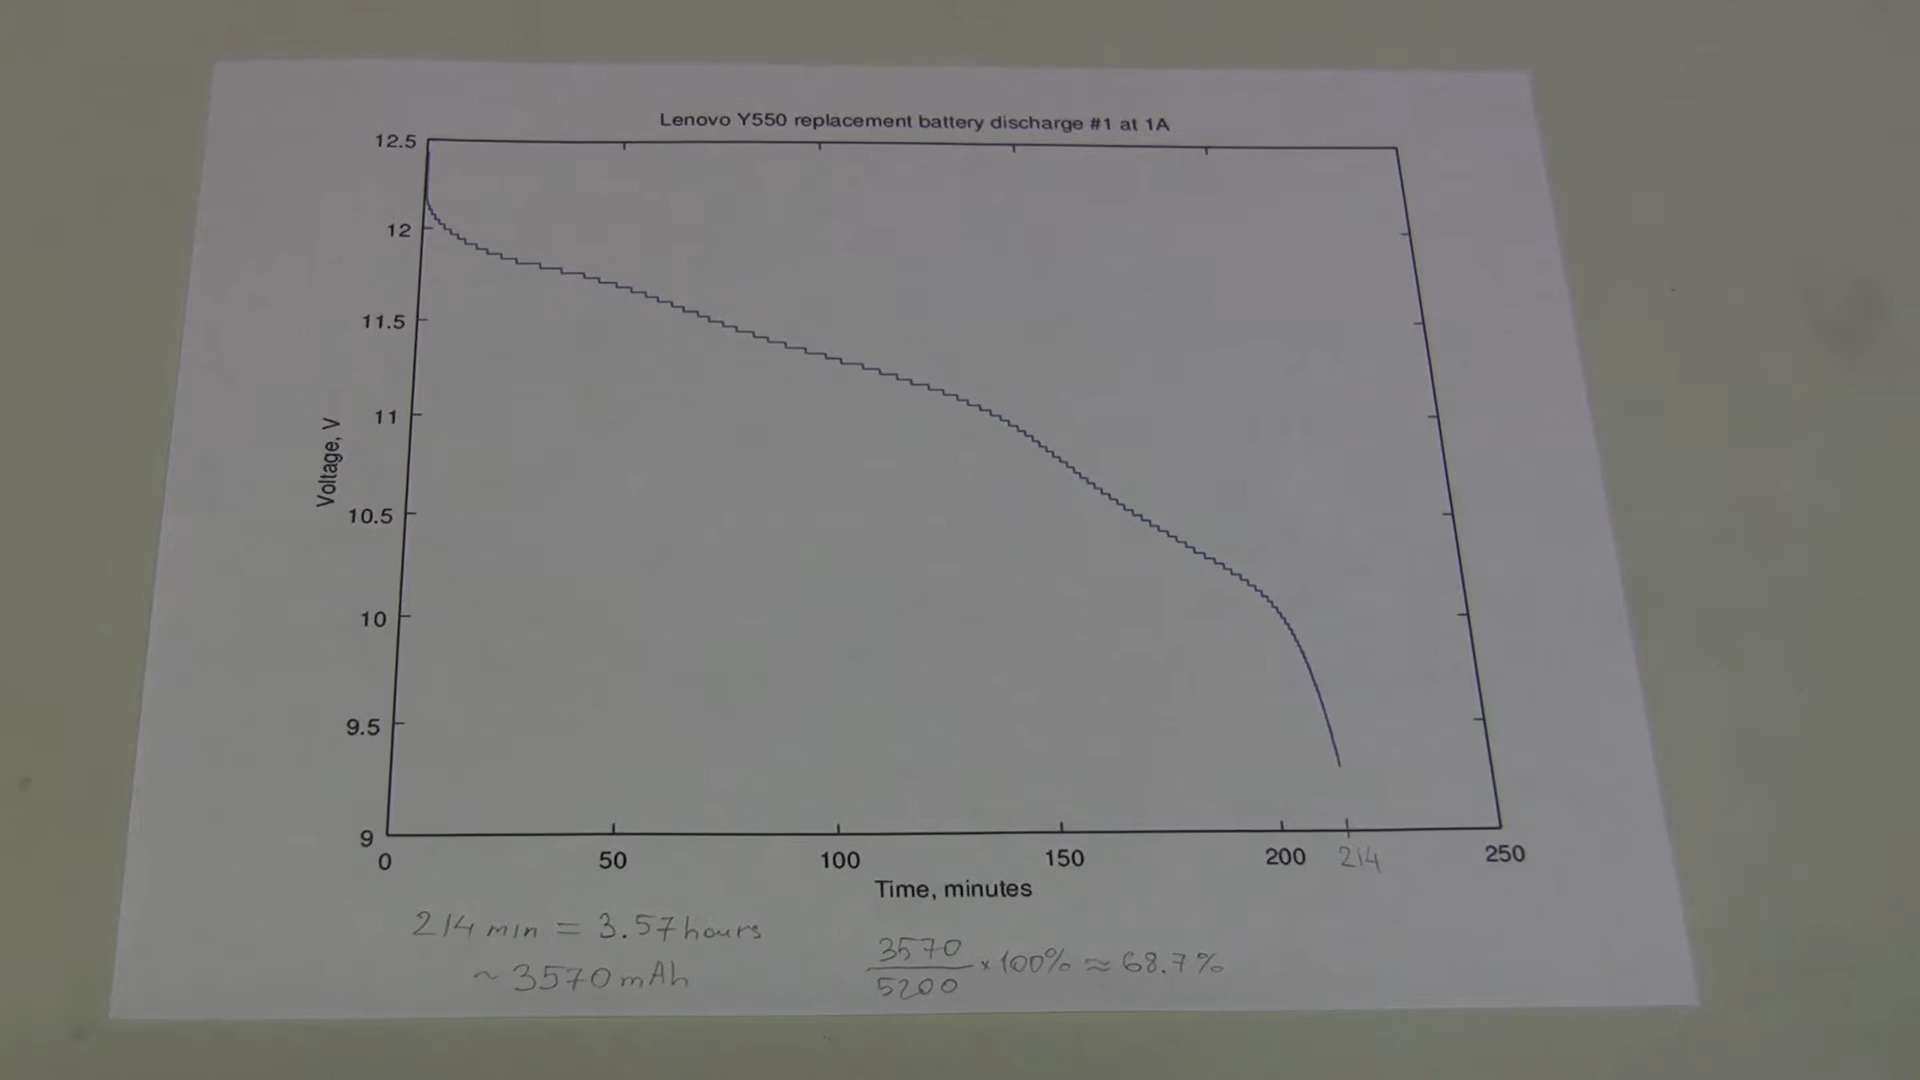 Lenovo Y550 replacement battery discharge #1 at 1A
12.5
12
11.5
11
10.5
10
9.5
9
Voltage, V
0 50 100 150 200 214 250
Time, minutes
214 min = 3.57 hours
~ 3570 mAh
3570
5200
× 100% ≈ 68.7%